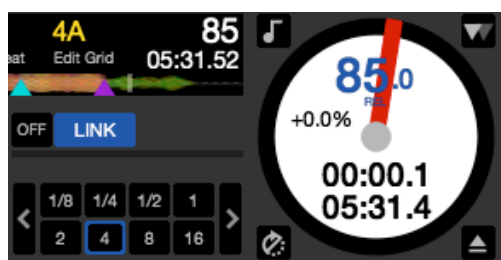 4A 85
eat Edit Grid 05:31.52
OFF LINK
1/8 1/4 1/2 1
2 4 8 16
85.0
+0.0%
00:00.1
05:31.4